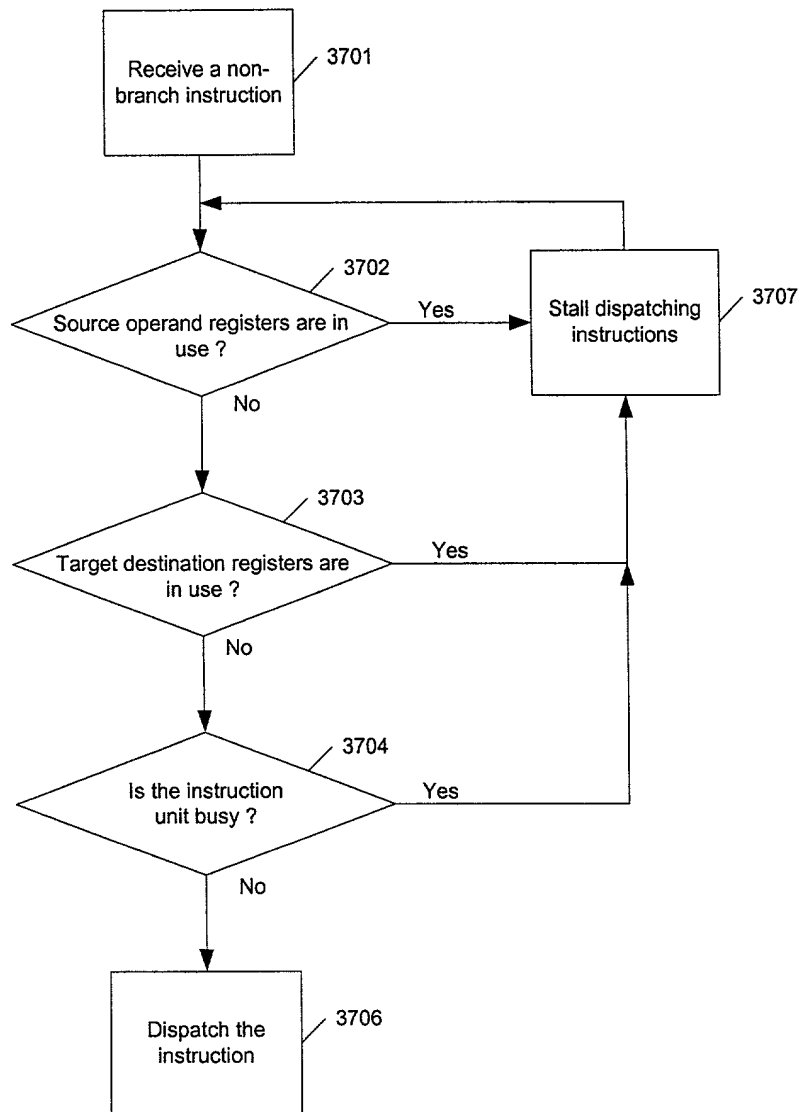 Receive a non-
branch instruction
3701
3702
Source operand registers are in
use ?
Yes
Stall dispatching
instructions
3707
No
3703
Target destination registers are
in use ?
Yes
No
3704
Is the instruction
unit busy ?
Yes
No
Dispatch the
instruction
3706